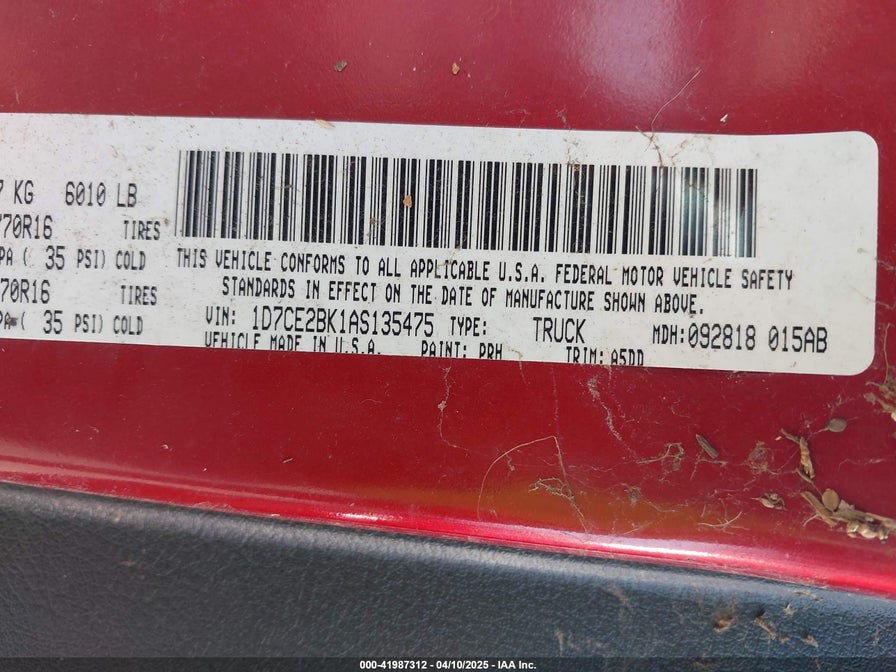 7 KG 6010 LB
70R16 TIRES
PA ( 35 PSI) COLD
70R16 TIRES
( 35 PSI) COLD
THIS VEHICLE CONFORMS TO ALL APPLICABLE U.S.A. FEDERAL MOTOR VEHICLE SAFETY
STANDARDS IN EFFECT ON THE DATE OF MANUFACTURE SHOWN ABOVE.
VIN: 1D7CE2BK1AS135475 TYPE: TRUCK MDH: 092818 015AB
VEHICLE MADE IN U.S.A. PAINT: PRH TRIM: A5DD
000-41987312 - 04/10/2025 - IAA Inc.